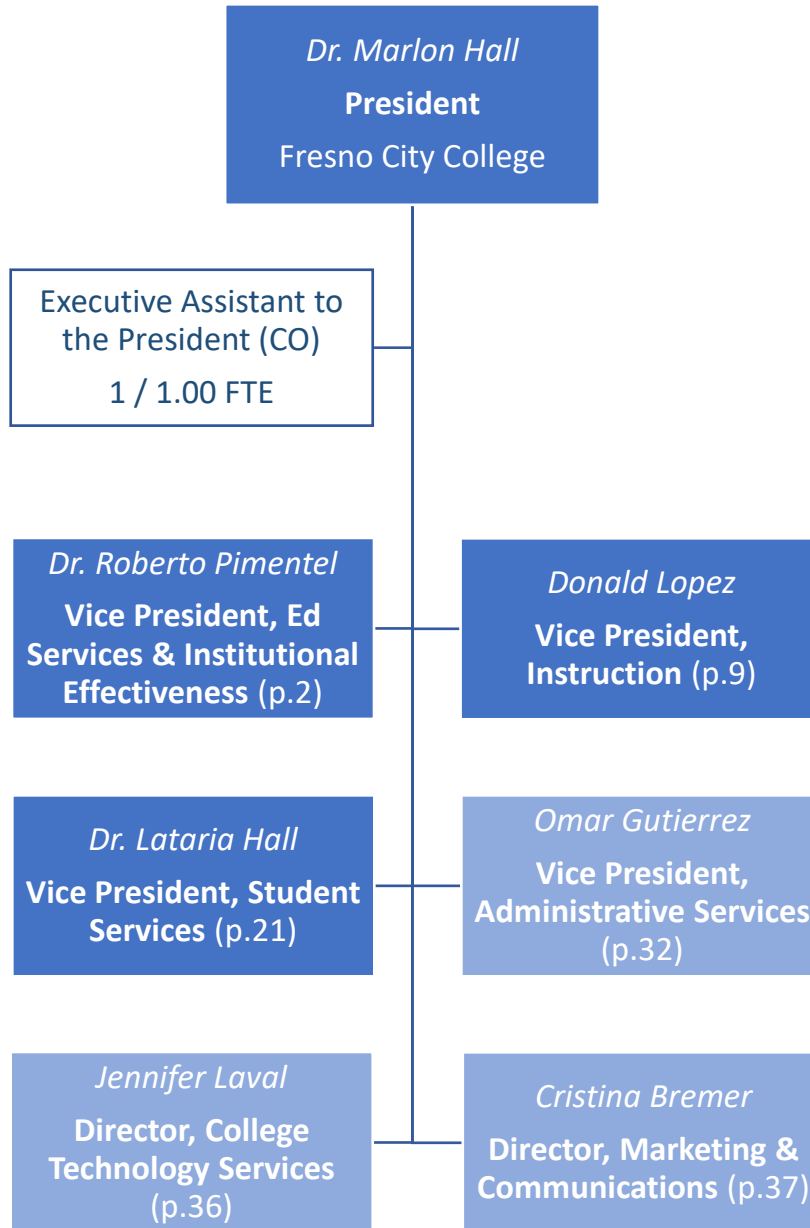 Dr. Marlon Hall
President
Fresno City College
Executive Assistant to
the President (CO)
1 / 1.00 FTE
Dr. Roberto Pimentel
Vice President, Ed
Services & Institutional
Effectiveness (p.2)
Donald Lopez
Vice President,
Instruction (p.9)
Dr. Lataria Hall
Vice President, Student
Services (p.21)
Omar Gutierrez
Vice President,
Administrative Services
(p.32)
Jennifer Laval
Director, College
Technology Services
(p.36)
Cristina Bremer
Director, Marketing &
Communications (p.37)